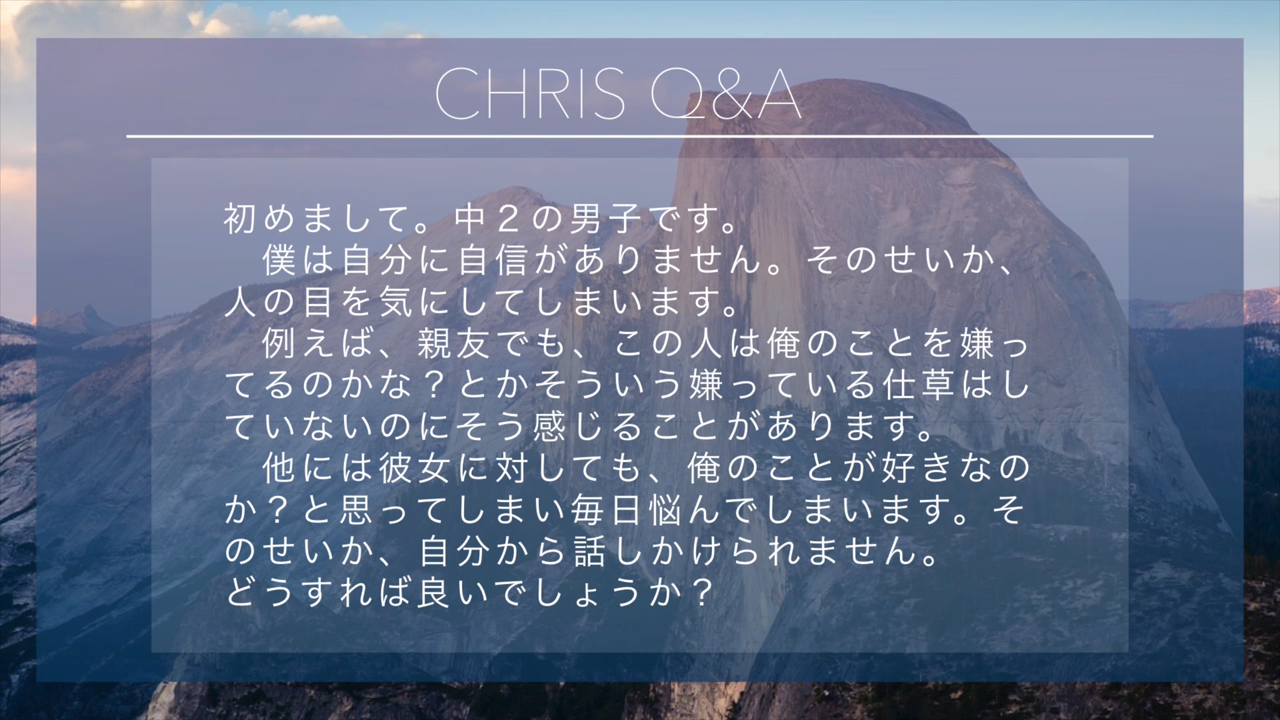 CHRIS Q&A
初めまして。中２の男子です。
　僕は自分に自信がありません。そのせいか、
人の目を気にしてしまいます。
　例えば、親友でも、この人は俺のことを嫌っ
てるのかな？とかそういう嫌っている仕草はし
ていないのにそう感じることがあります。
　他には彼女に対しても、俺のことが好きなの
か？と思ってしまい毎日悩んでしまいます。そ
のせいか、自分から話しかけられません。
どうすれば良いでしょうか？